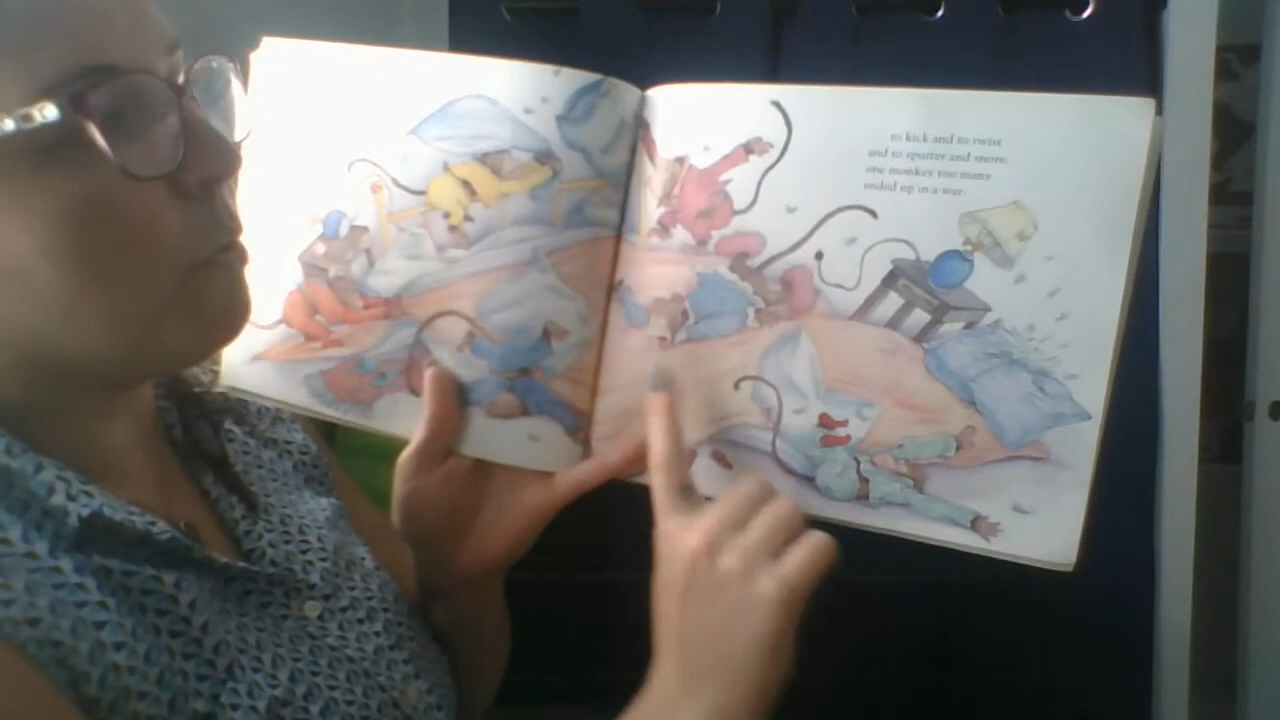 to kick and to twist
and to sputter and snore
one monkey too many
ended up in a war.